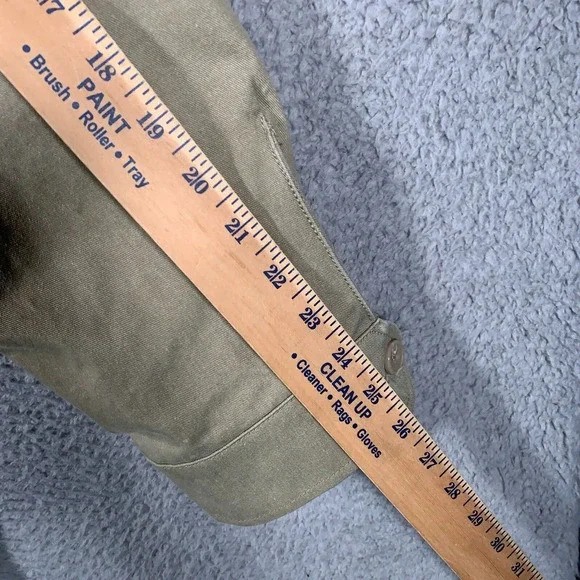 17 18 19 20 21 22 23 24 25 26 27 28 29 30 31
PAINT
• Brush • Roller • Tray
CLEAN UP
• Cleaner • Rags • Gloves